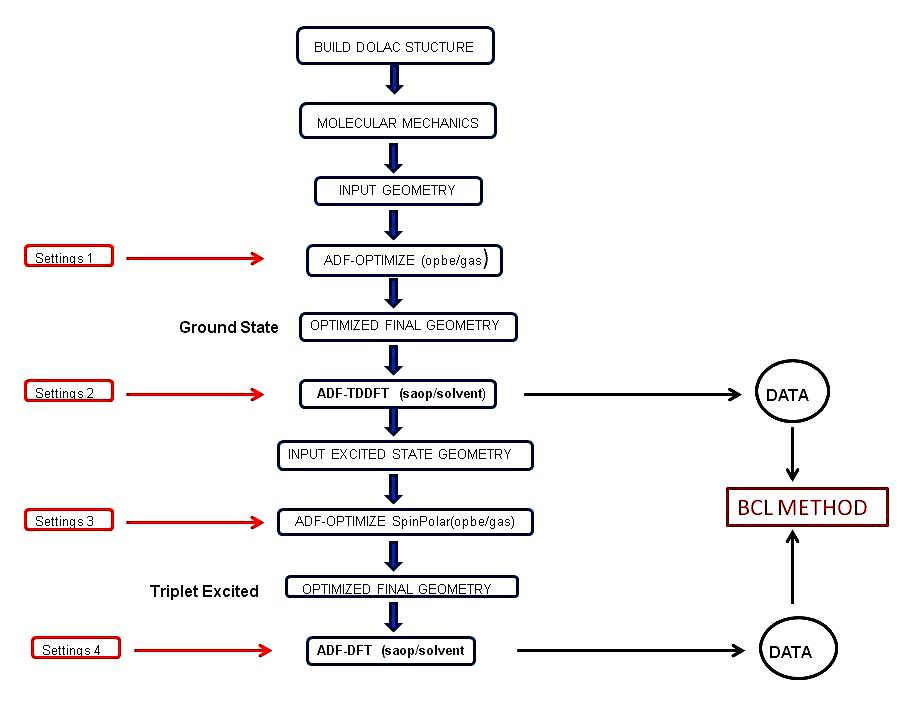 BUILD DOLAC STUCTURE
MOLECULAR MECHANICS
INPUT GEOMETRY
Settings 1
ADF-OPTIMIZE (opbe/gas)
Ground State
OPTIMIZED FINAL GEOMETRY
Settings 2
ADF-TDDFT (saop/solvent)
DATA
INPUT EXCITED STATE GEOMETRY
BCL METHOD
Settings 3
ADF-OPTIMIZE SpinPolar(opbe/gas)
Triplet Excited
OPTIMIZED FINAL GEOMETRY
Settings 4
ADF-DFT (saop/solvent
DATA